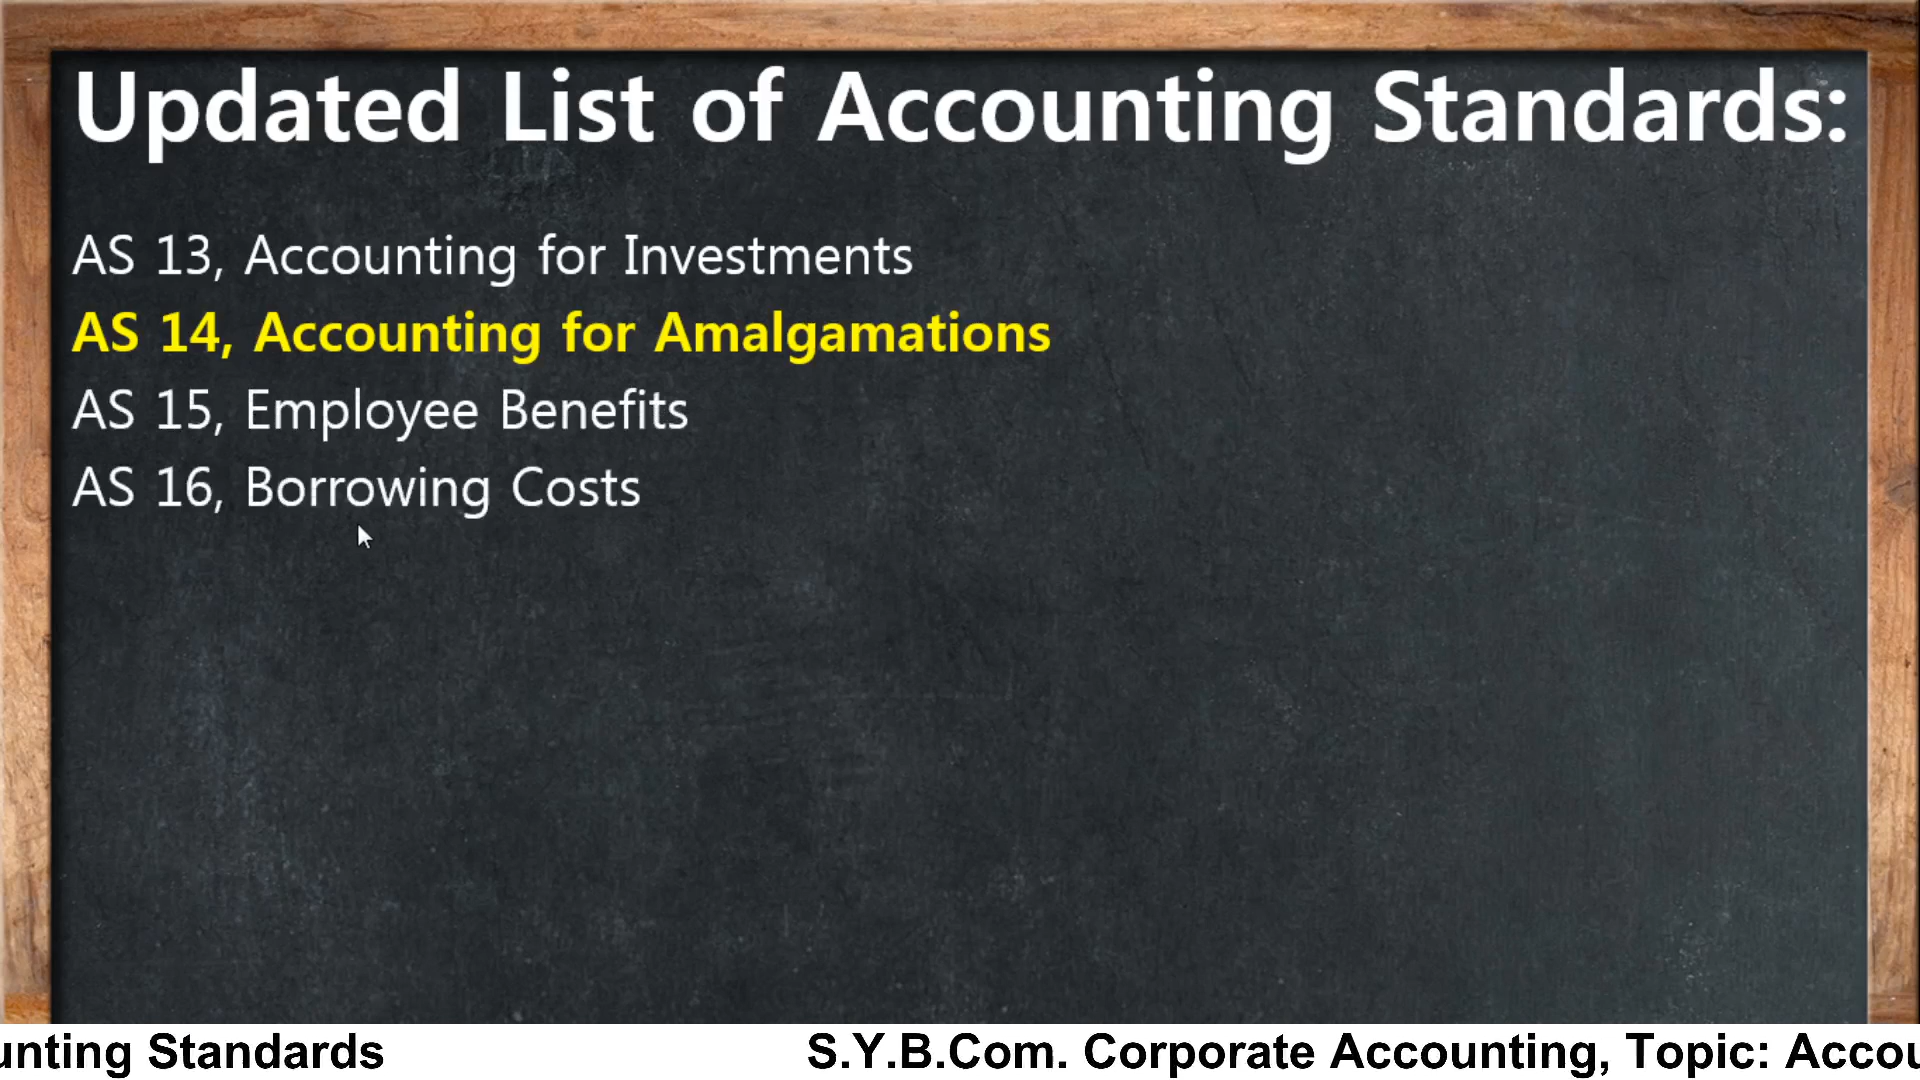 Updated List of Accounting Standards:
AS 13, Accounting for Investments
AS 14, Accounting for Amalgamations
AS 15, Employee Benefits
AS 16, Borrowing Costs
unting Standards S.Y.B.Com. Corporate Accounting, Topic: Accou